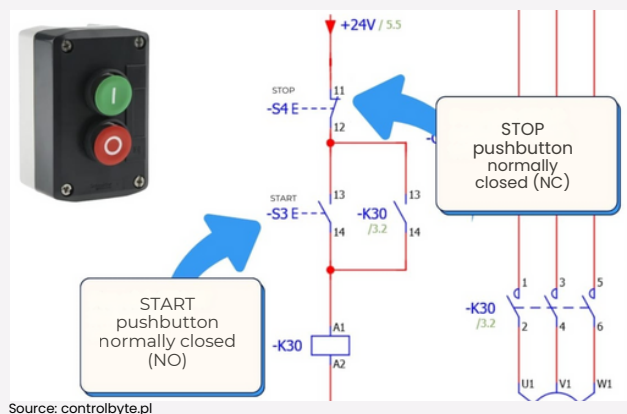 +24V / 5.5
STOP
11
-S4 E
12
STOP
pushbutton
normally
closed (NC)
START
13
-S3 E
14
-K30
/3.2
13
14
START
pushbutton
normally closed
(NO)
1
3
5
-K30
/3.2
2
4
6
-K30
A1
A2
U1
V1
W1
I
O
Source: controlbyte.pl